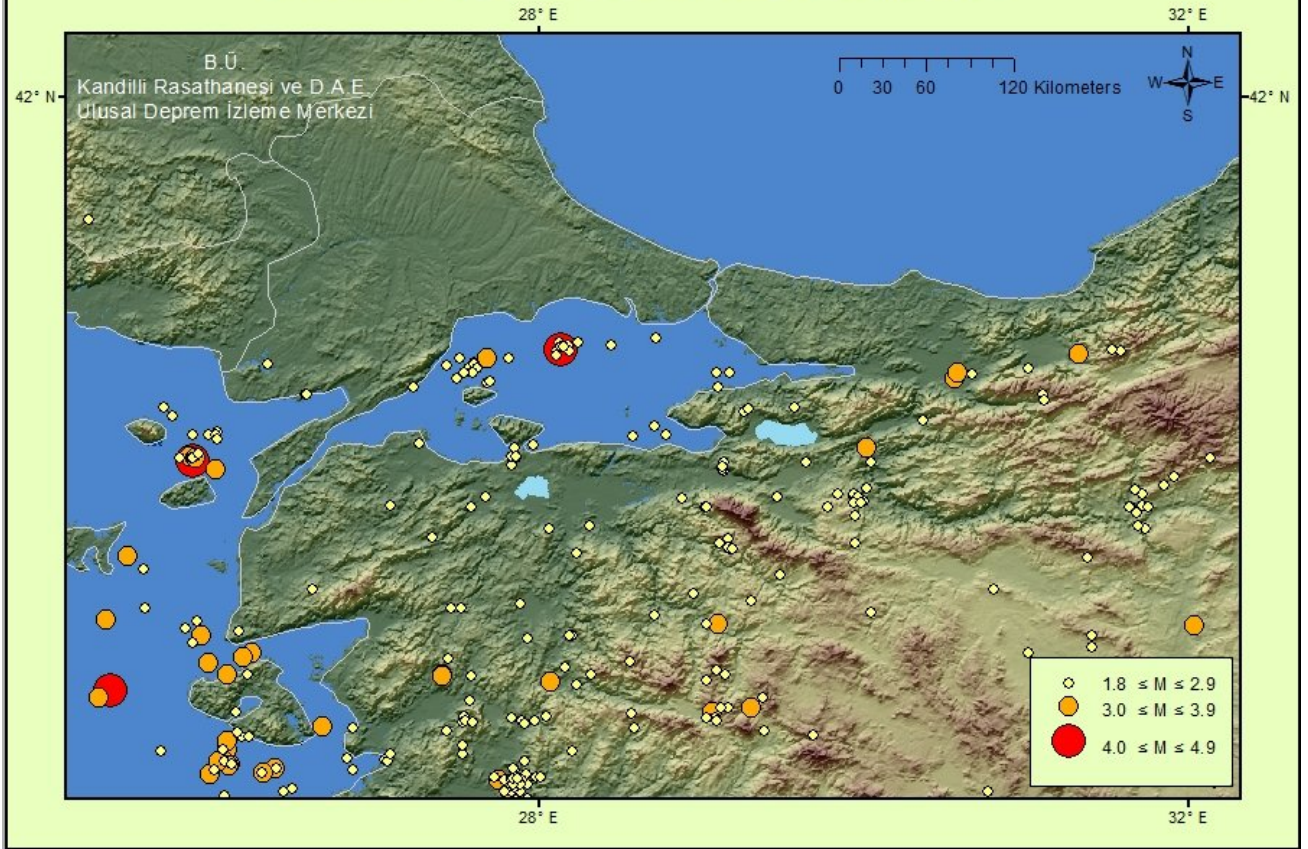 28° E
32° E
B.Ü.
Kandilli Rasathanesi ve D.A.E.
Ulusal Deprem İzleme Merkezi
0 30 60 120 Kilometers
N
W E
S
42° N
42° N
1.8 ≤ M ≤ 2.9
3.0 ≤ M ≤ 3.9
4.0 ≤ M ≤ 4.9
28° E
32° E